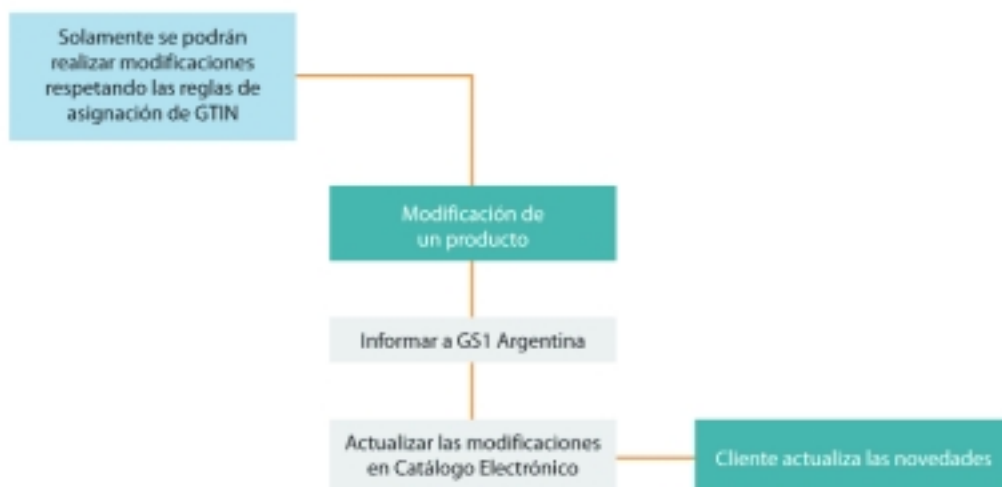 Solamente se podrán
realizar modificaciones
respetando las reglas de
asignación de GTIN
Modificación de
un producto
Informar a GS1 Argentina
Actualizar las modificaciones
en Catálogo Electrónico
Cliente actualiza las novedades